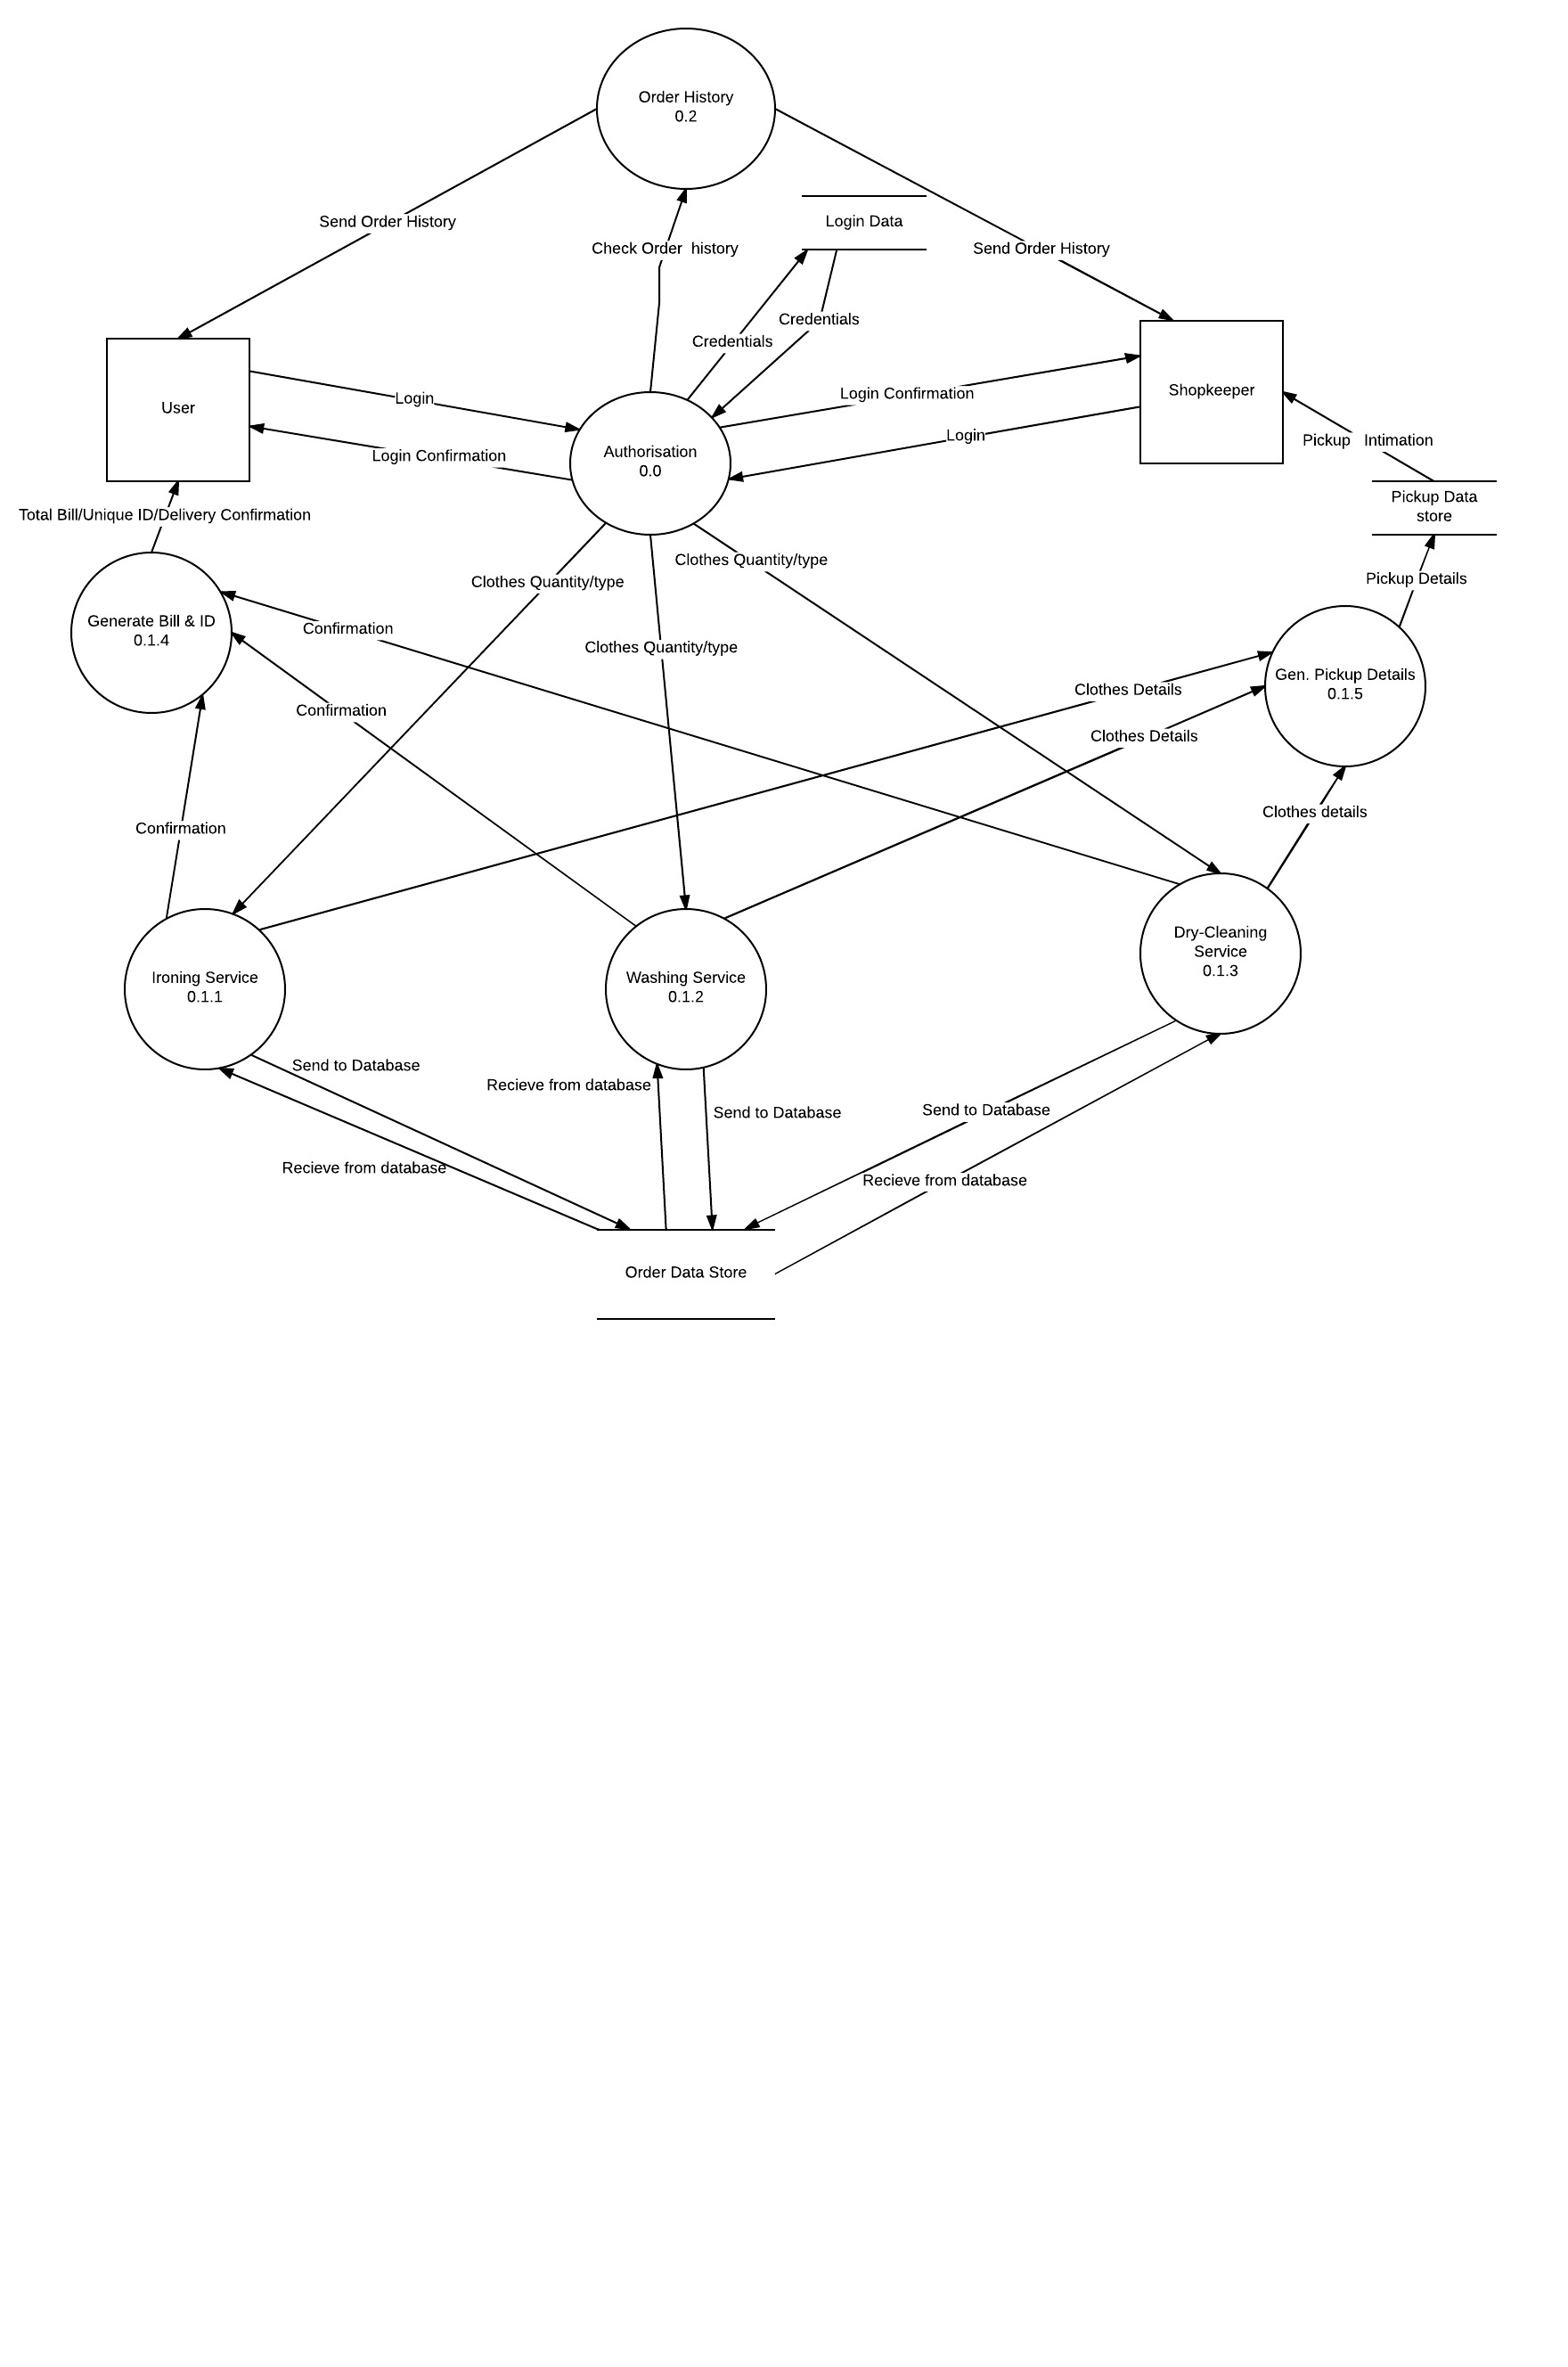 Order History
0.2
Login Data
Send Order History
Check Order  history
Send Order History
Credentials
Credentials
User
Login
Login Confirmation
Shopkeeper
Login Confirmation
Login
Authorisation
0.0
Pickup   Intimation
Pickup Data
store
Total Bill/Unique ID/Delivery Confirmation
Clothes Quantity/type
Clothes Quantity/type
Pickup Details
Generate Bill & ID
0.1.4
Confirmation
Clothes Quantity/type
Gen. Pickup Details
0.1.5
Clothes Details
Confirmation
Clothes Details
Clothes details
Confirmation
Dry-Cleaning
Service
0.1.3
Ironing Service
0.1.1
Washing Service
0.1.2
Send to Database
Recieve from database
Send to Database
Send to Database
Recieve from database
Recieve from database
Order Data Store